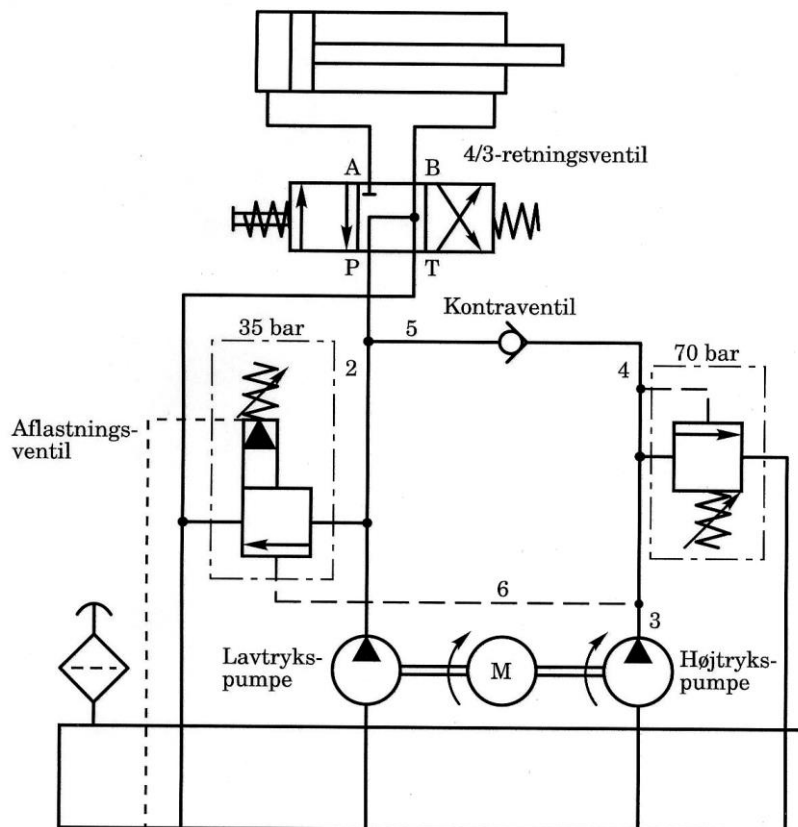 4/3-retningsventil
A
B
P
T
Kontraventil
35 bar
5
2
4
70 bar
Aflastnings-
ventil
6
3
Lavtryks-
pumpe
M
Højtryks-
pumpe